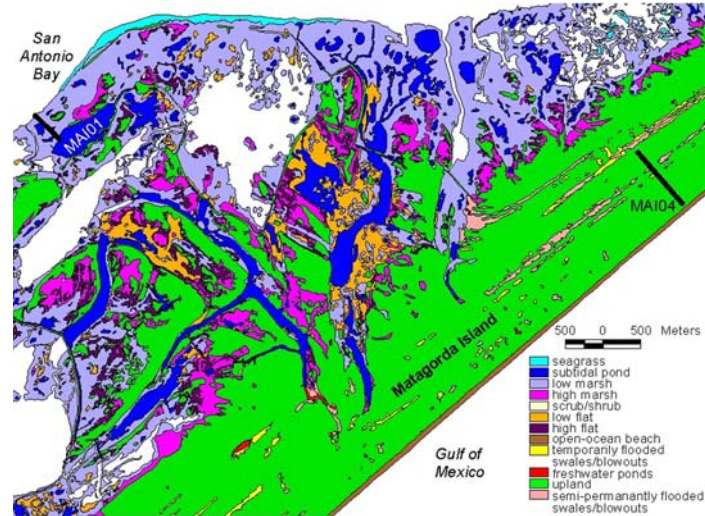 San
Antonio
Bay
MAI01
MAI04
Matagorda Island
500 0 500 Meters
Gulf of
Mexico
seagrass
subtidal pond
low marsh
high marsh
scrub/shrub
low flat
high flat
open-ocean beach
temporarily flooded
swales/blowouts
freshwater ponds
upland
semi-permanantly flooded
swales/blowouts